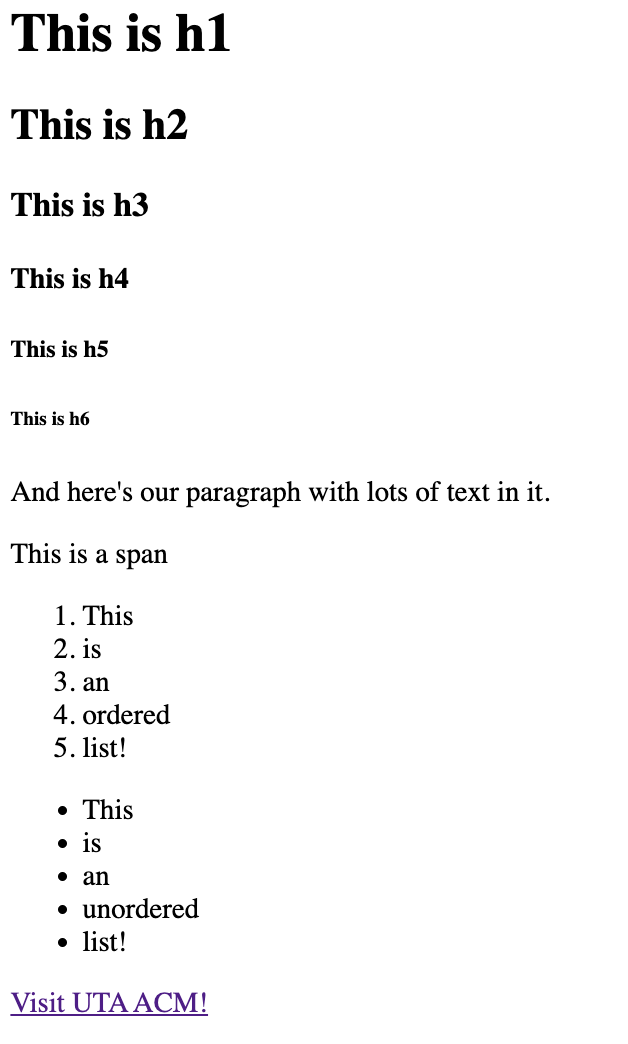 This is h1
This is h2
This is h3
This is h4
This is h5
This is h6
And here's our paragraph with lots of text in it.
This is a span
1. This
2. is
3. an
4. ordered
5. list!
• This
• is
• an
• unordered
• list!
Visit UTA ACM!